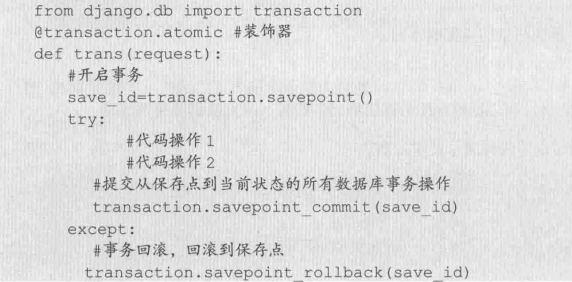 from django.db import transaction
@transaction.atomic #装饰器
def trans(request):
#开启事务
save_id=transaction.savepoint()
try:
#代码操作1
#代码操作2
#提交从保存点到当前状态的所有数据库事务操作
transaction.savepoint_commit(save_id)
except:
#事务回滚，回滚到保存点
transaction.savepoint_rollback(save_id)